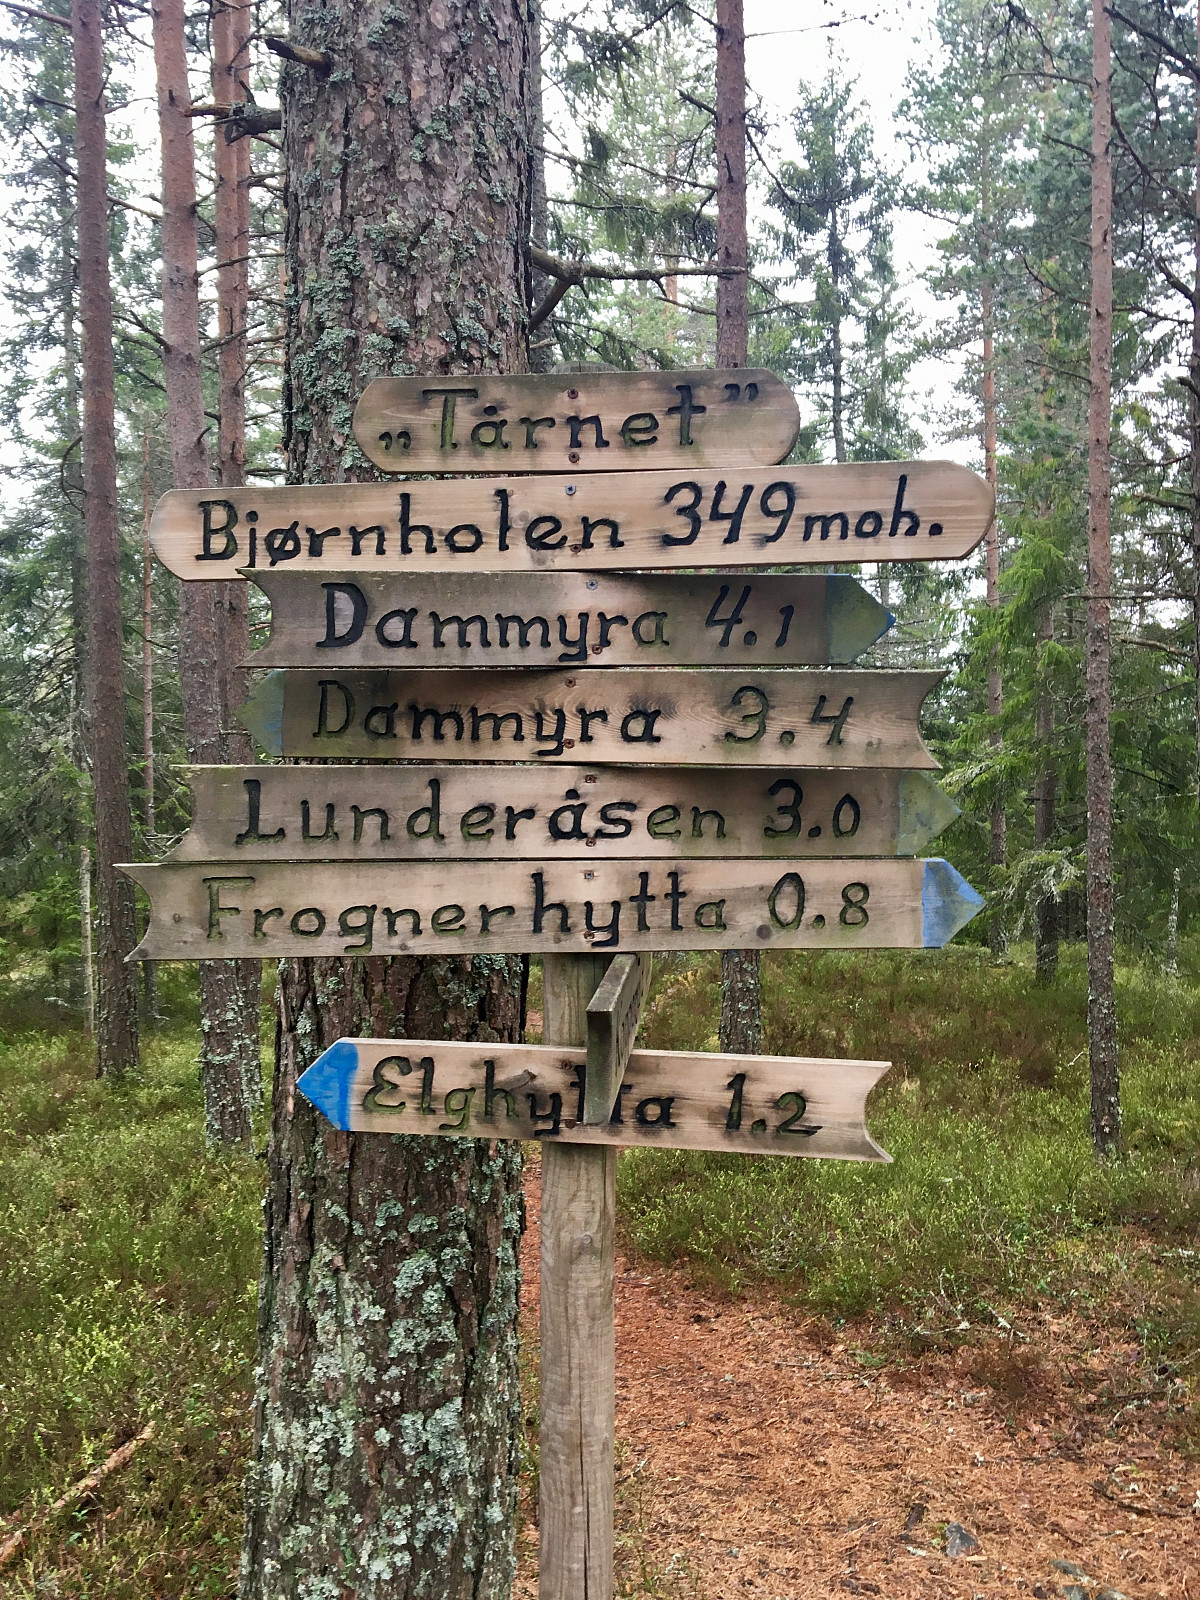 „Tårnet”
Bjørnholen 349 moh.
Dammyra 4.1
Dammyra 3.4
Lunderåsen 3.0
Frognerhytta 0.8
Elghytta 1.2